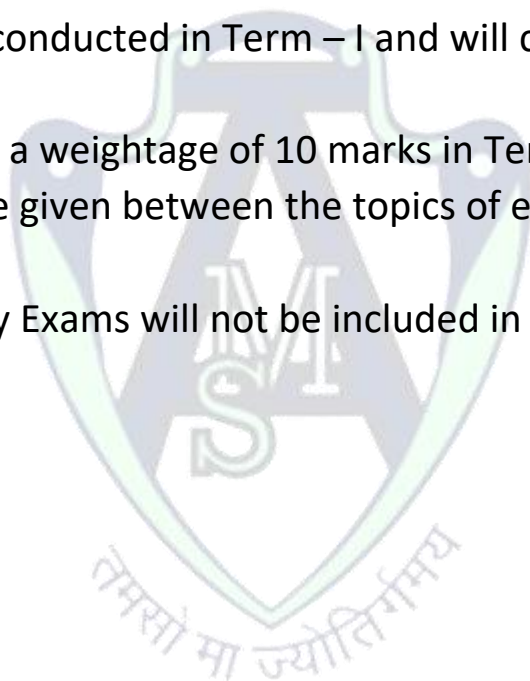 conducted in Term – I and will
a weightage of 10 marks in
given between the topics of
Exams will not be included in
A
M
S
तमसो मा ज्योतिर्गमय